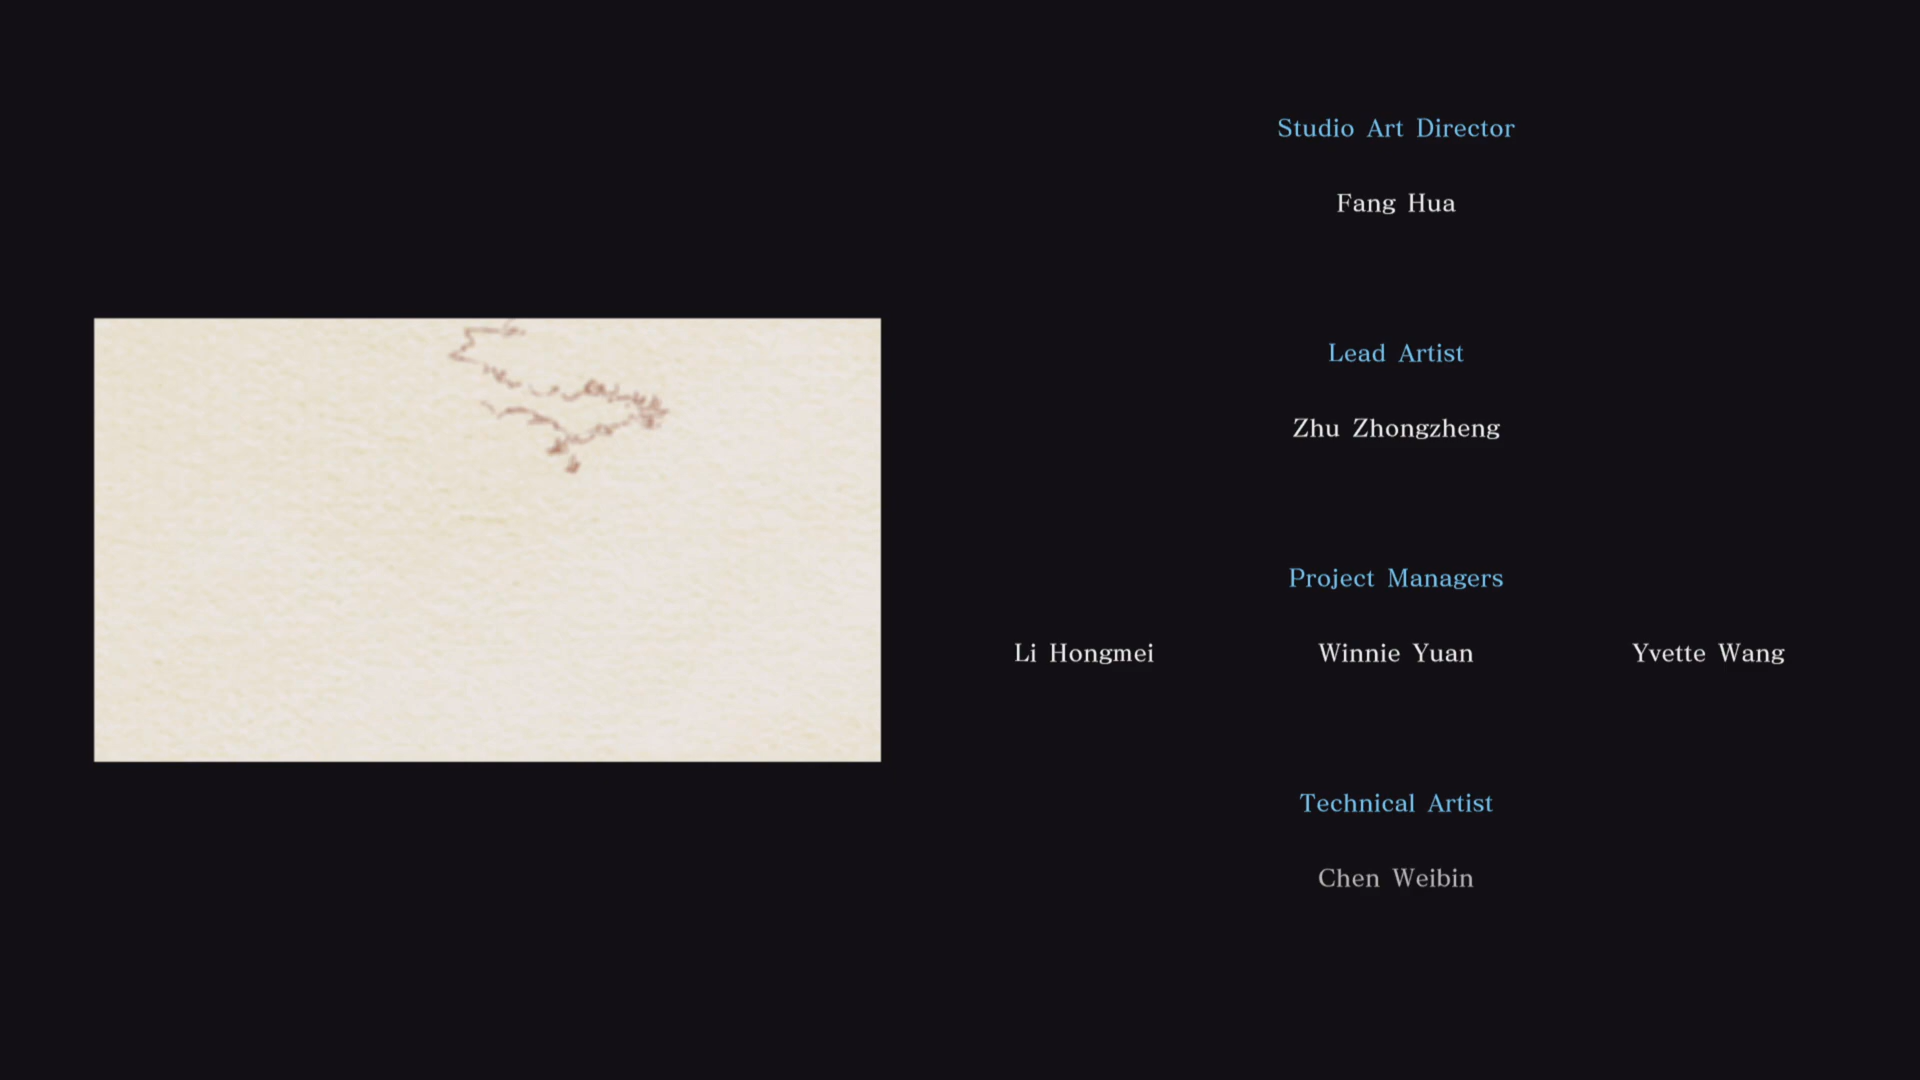 Studio Art Director
Fang Hua
Lead Artist
Zhu Zhongzheng
Project Managers
Li Hongmei Winnie Yuan Yvette Wang
Technical Artist
Chen Weibin